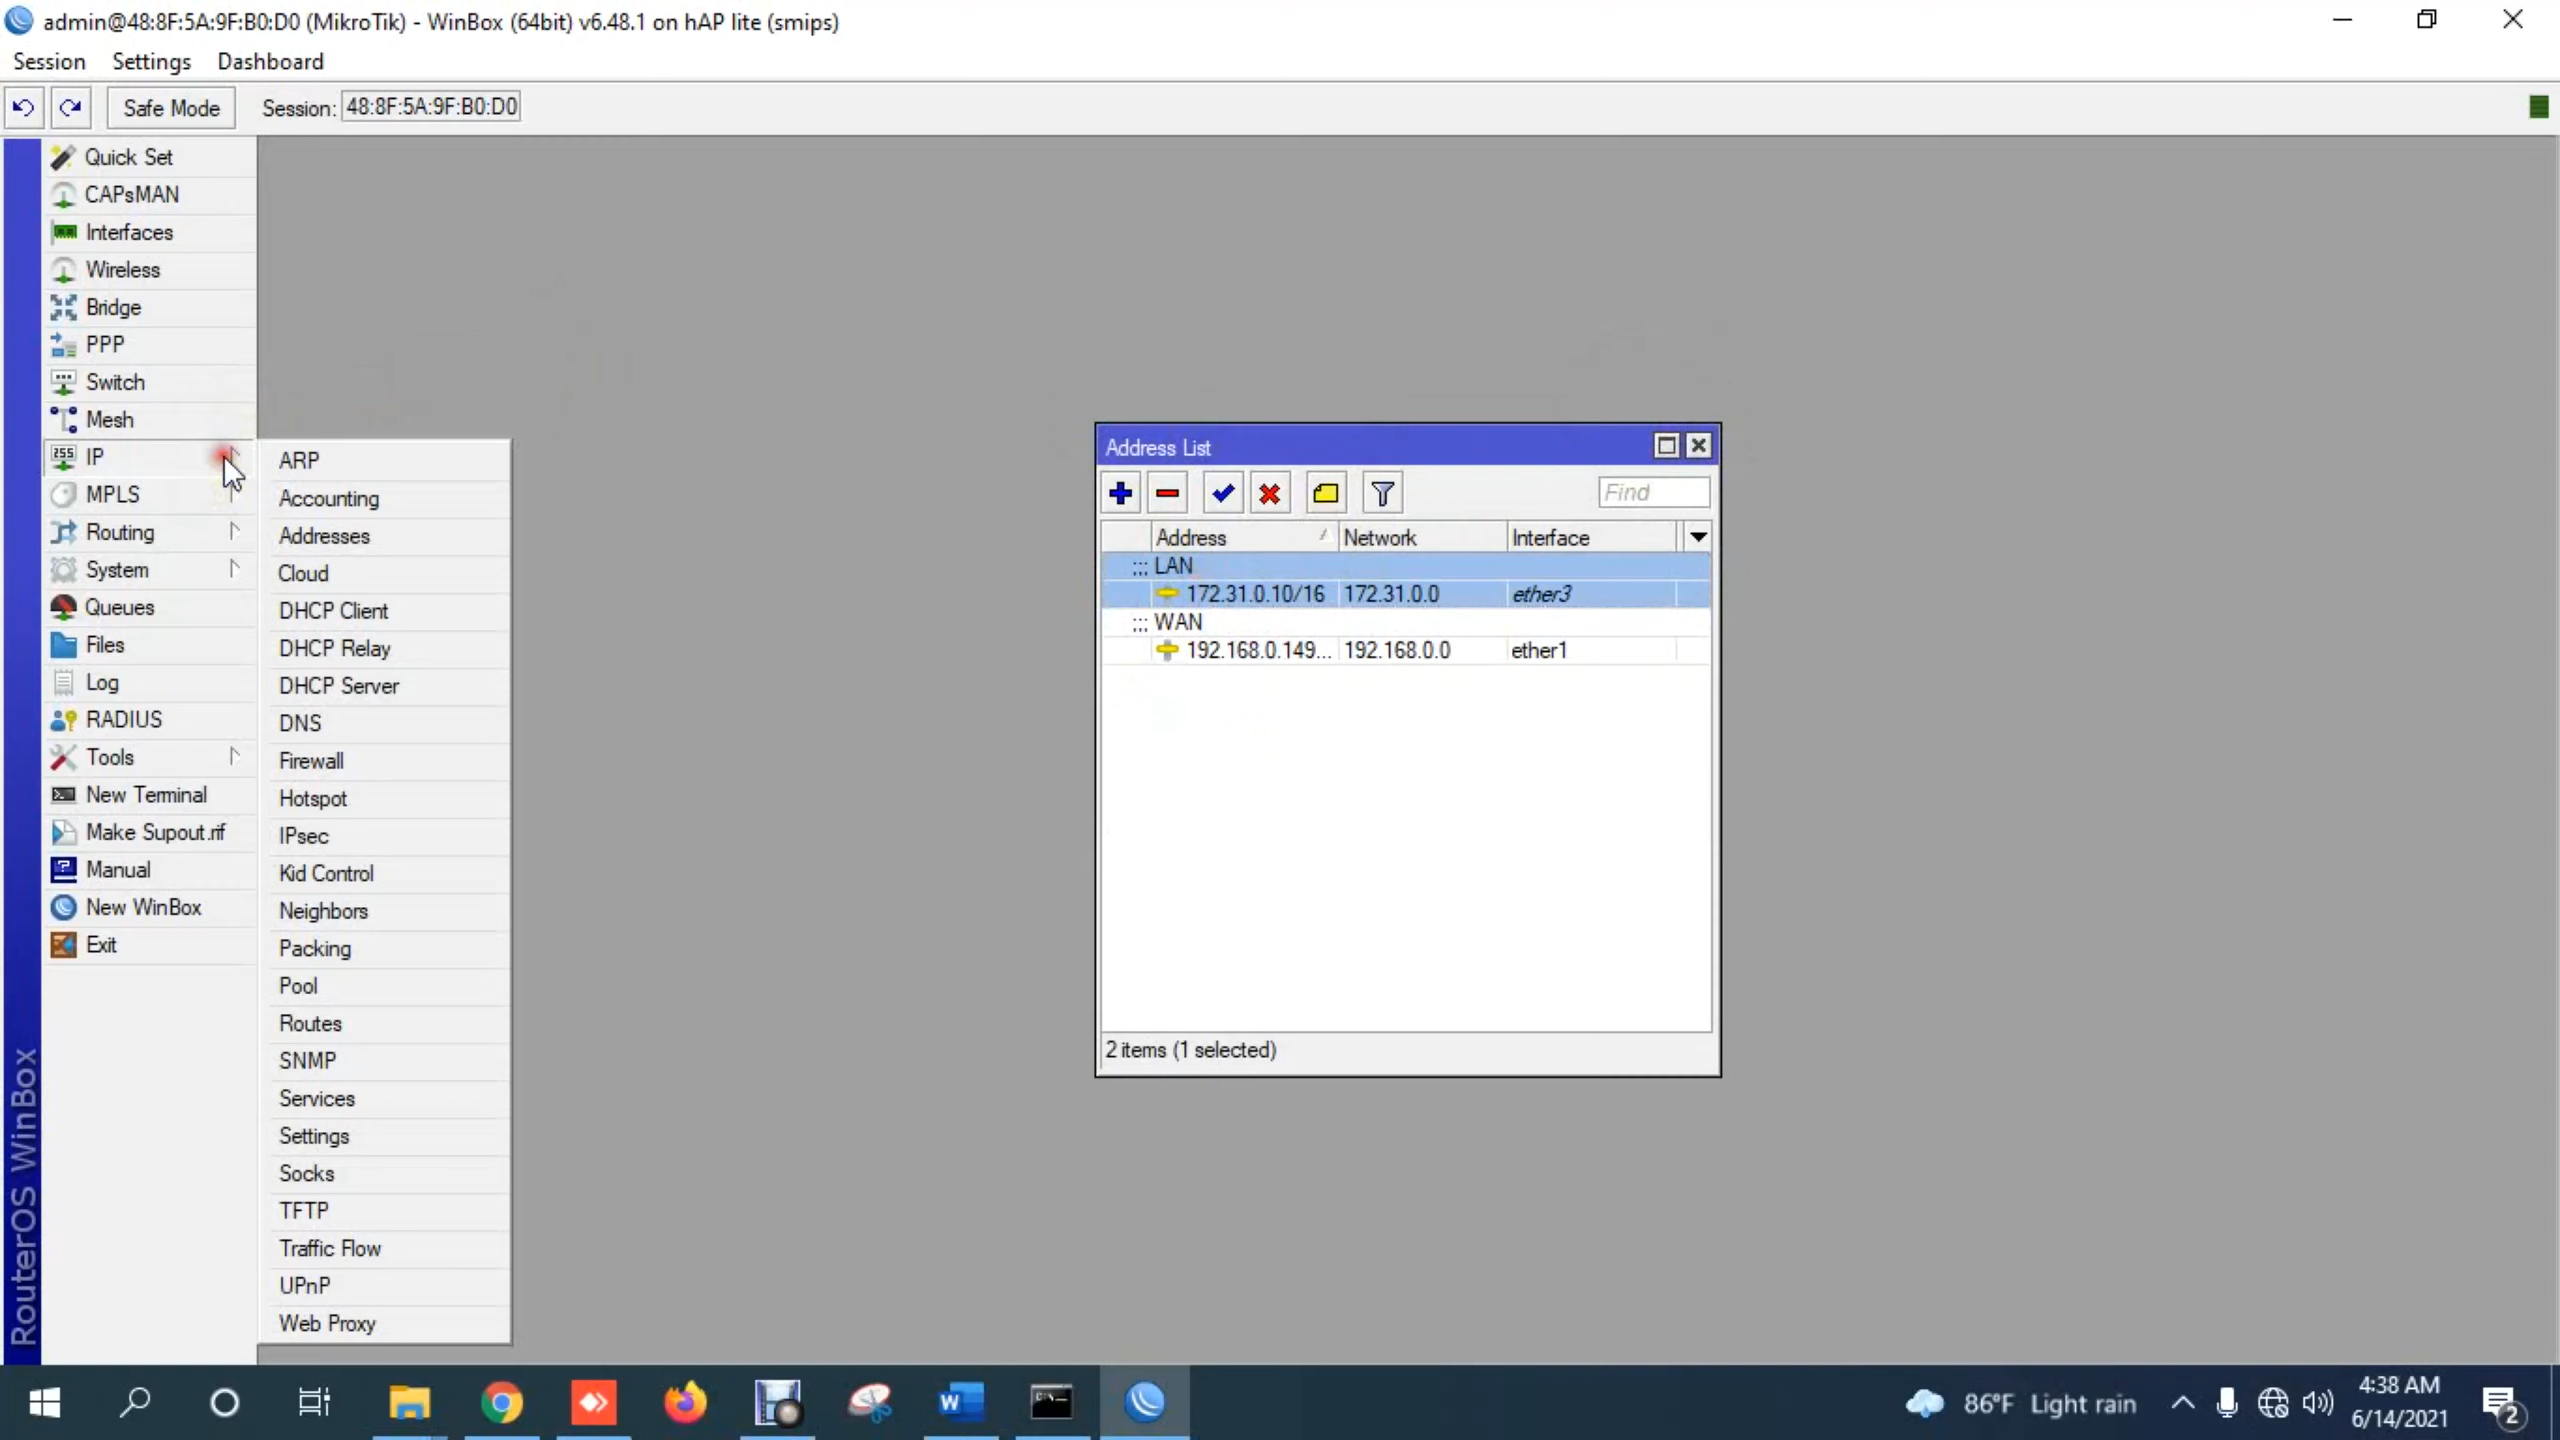 admin@48:8F:5A:9F:B0:D0 (MikroTik) - WinBox (64bit) v6.48.1 on hAP lite (smips)
Session Settings Dashboard
Safe Mode Session: 48:8F:5A:9F:B0:D0
Quick Set
CAPsMAN
Interfaces
Wireless
Bridge
PPP
Switch
Mesh
255 IP
MPLS
Routing
System
Queues
Files
Log
RADIUS
Tools
New Terminal
Make Supout.rif
Manual
New WinBox
Exit
RouterOS WinBox
ARP
Accounting
Addresses
Cloud
DHCP Client
DHCP Relay
DHCP Server
DNS
Firewall
Hotspot
IPsec
Kid Control
Neighbors
Packing
Pool
Routes
SNMP
Services
Settings
Socks
TFTP
Traffic Flow
UPnP
Web Proxy
Address List
Find
Address Network Interface
::: LAN
172.31.0.10/16 172.31.0.0 ether3
::: WAN
192.168.0.149... 192.168.0.0 ether1
2 items (1 selected)
86°F Light rain
4:38 AM
6/14/2021
2